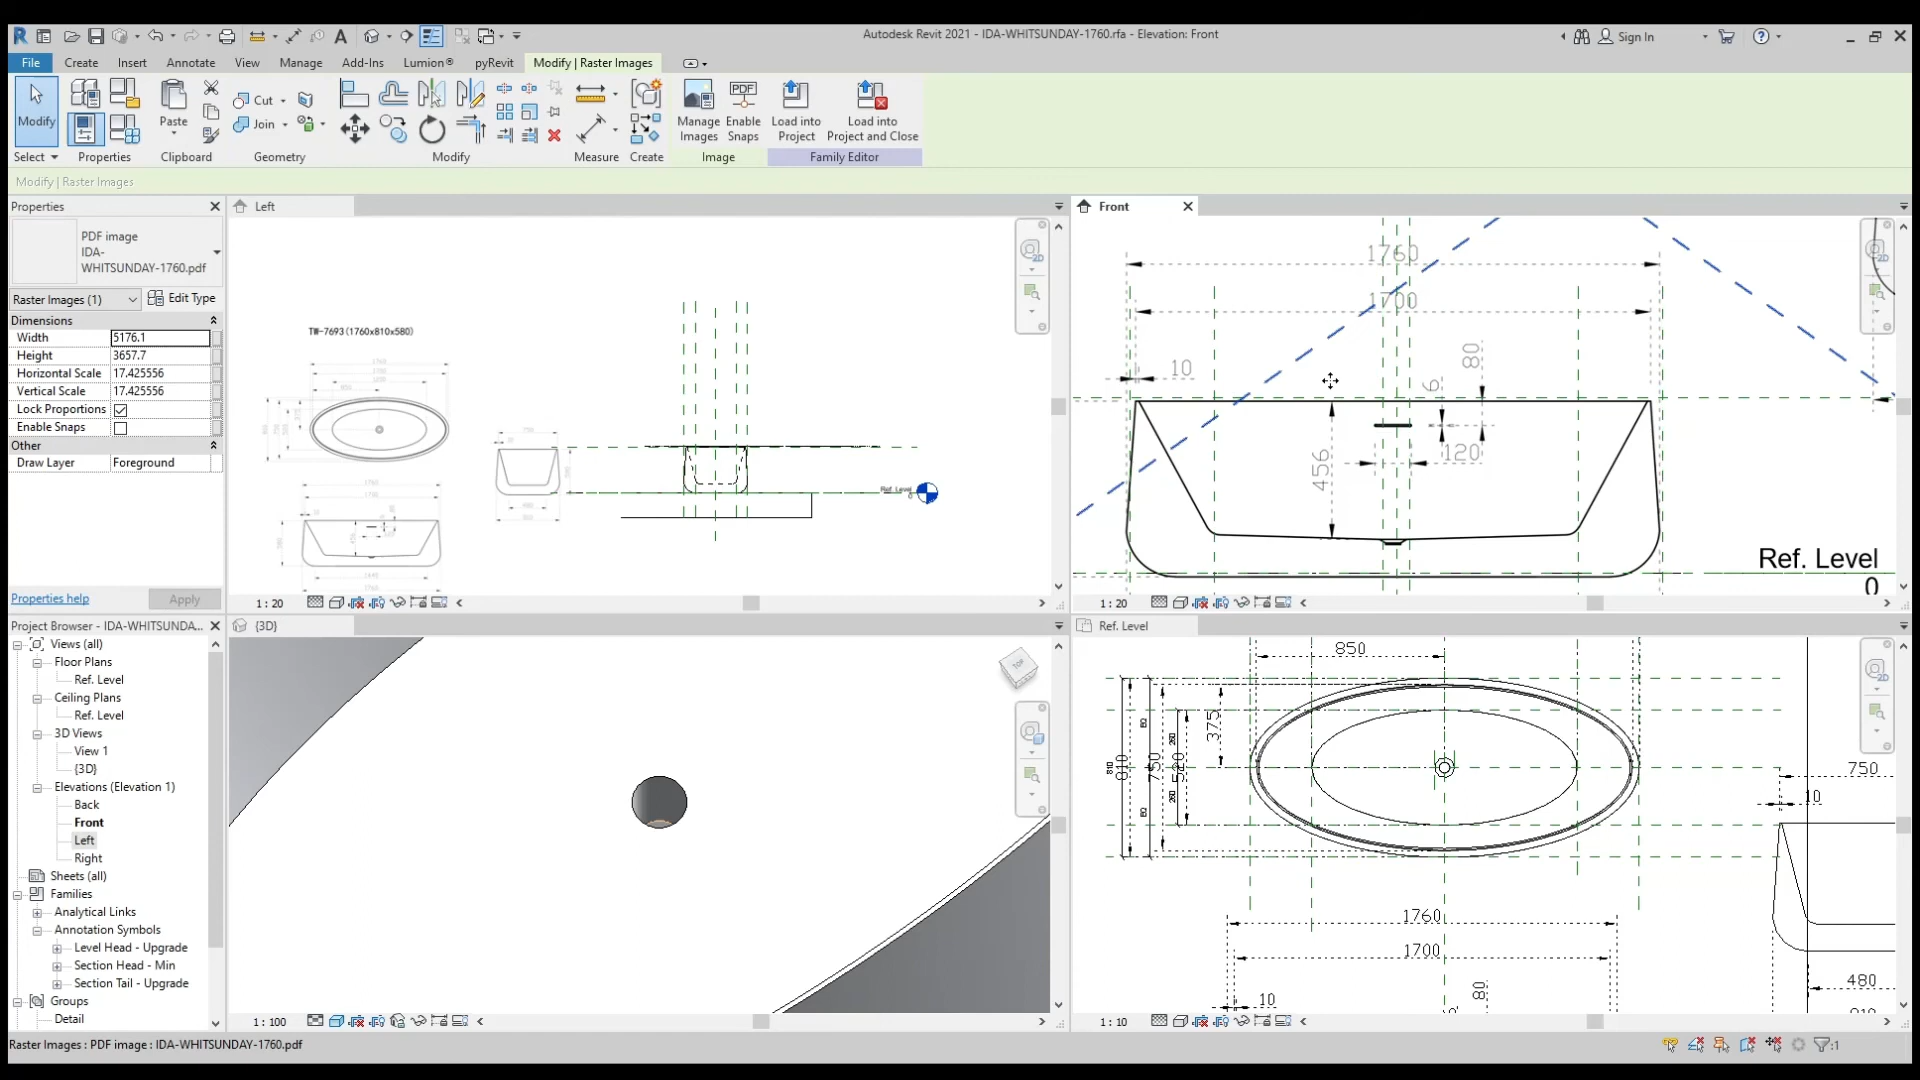 Autodesk Revit 2021 - IDA-WHITSUNDAY-1760.rfa - Elevation: Front
Sign In
File Create Insert Annotate View Manage Add-Ins Lumion® pyRevit Modify | Raster Images
Modify
Paste
Cut
Join
Manage Images
Enable Snaps
Load into Project
Load into Project and Close
Select Properties Clipboard Geometry Modify Measure Create Image Family Editor
Modify | Raster Images
Properties
PDF image
IDA-
WHITSUNDAY-1760.pdf
Raster Images (1) Edit Type
Dimensions
Width 5176.1
Height 3657.7
Horizontal Scale 17.425556
Vertical Scale 17.425556
Lock Proportions
Enable Snaps
Other
Draw Layer Foreground
Properties help Apply
Project Browser - IDA-WHITSUNDA...
Views (all)
Floor Plans
Ref. Level
Ceiling Plans
Ref. Level
3D Views
View 1
{3D}
Elevations (Elevation 1)
Back
Front
Left
Right
Sheets (all)
Families
Analytical Links
Annotation Symbols
Level Head - Upgrade
Section Head - Min
Section Tail - Upgrade
Groups
Detail
Left
TW-7693(1760x810x580)
Ref. Level
1 : 20
Front
1760
1700
10
80
6
456
120
Ref. Level
0
1 : 20
{3D}
TOP
1 : 100
Ref. Level
850
375
810
750
520
1760
1700
80
10
750
10
480
1 : 10
Raster Images : PDF image : IDA-WHITSUNDAY-1760.pdf
:1